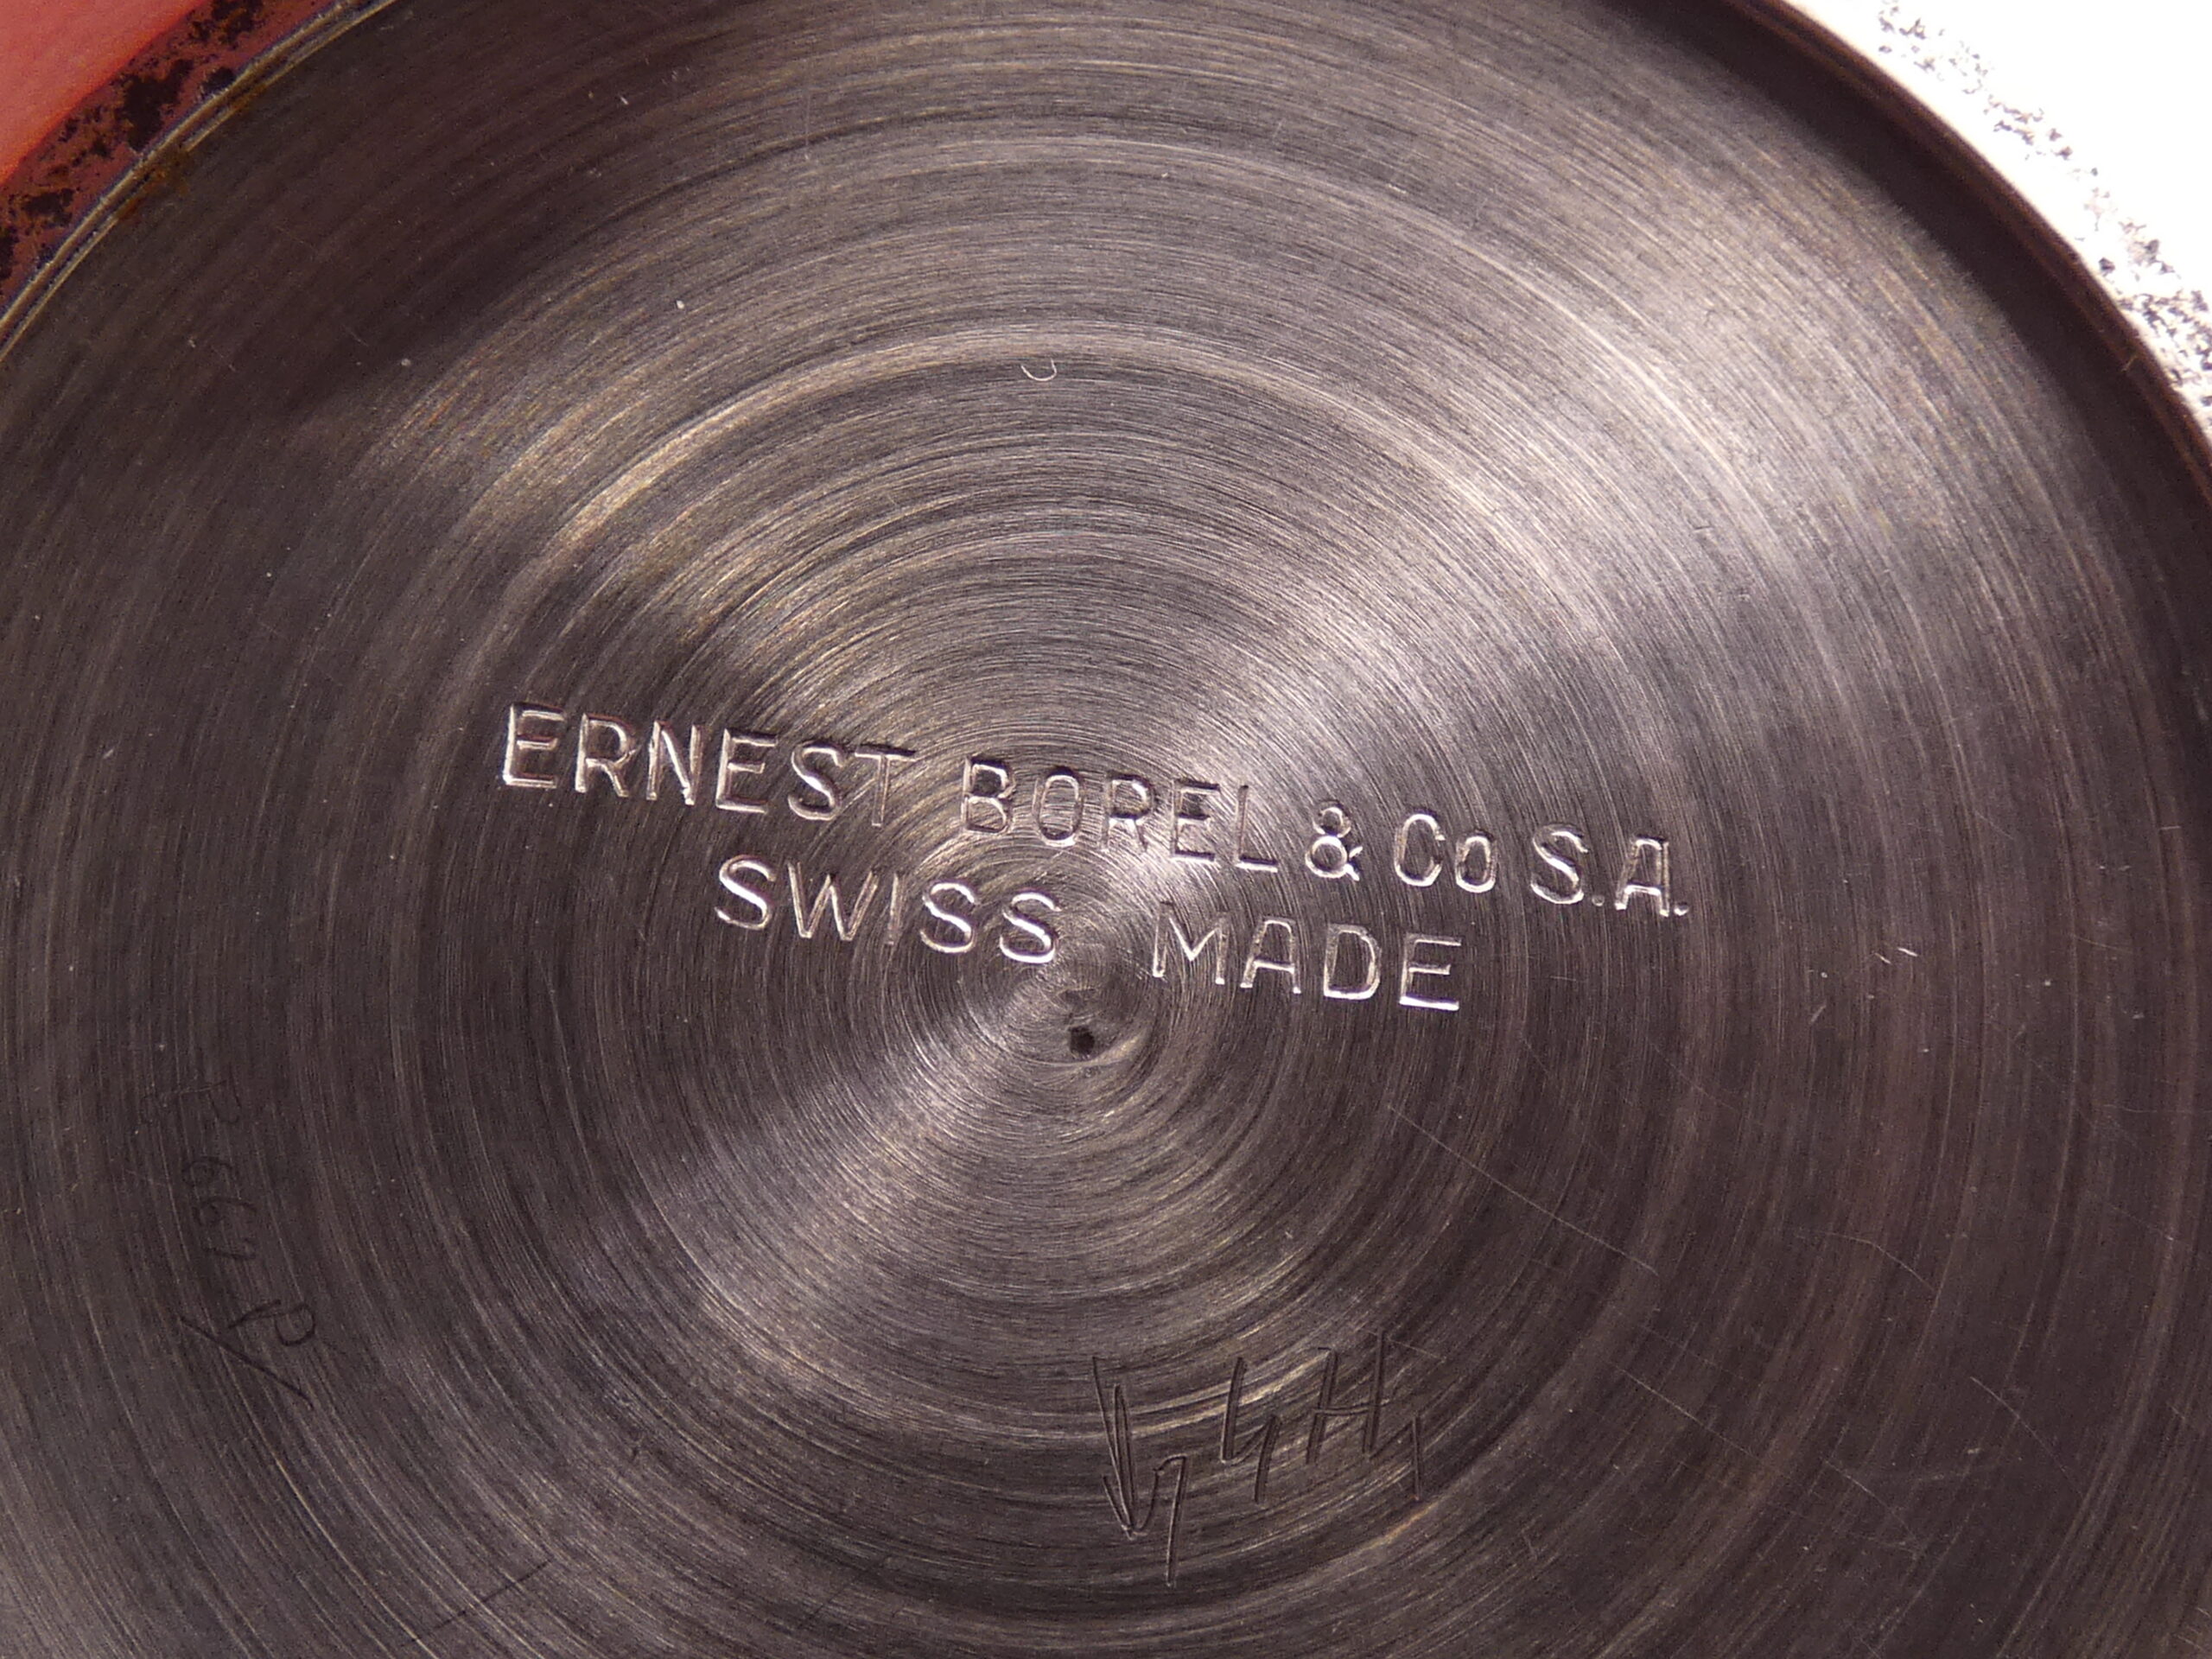 ERNEST BOREL & Co S.A.
SWISS MADE